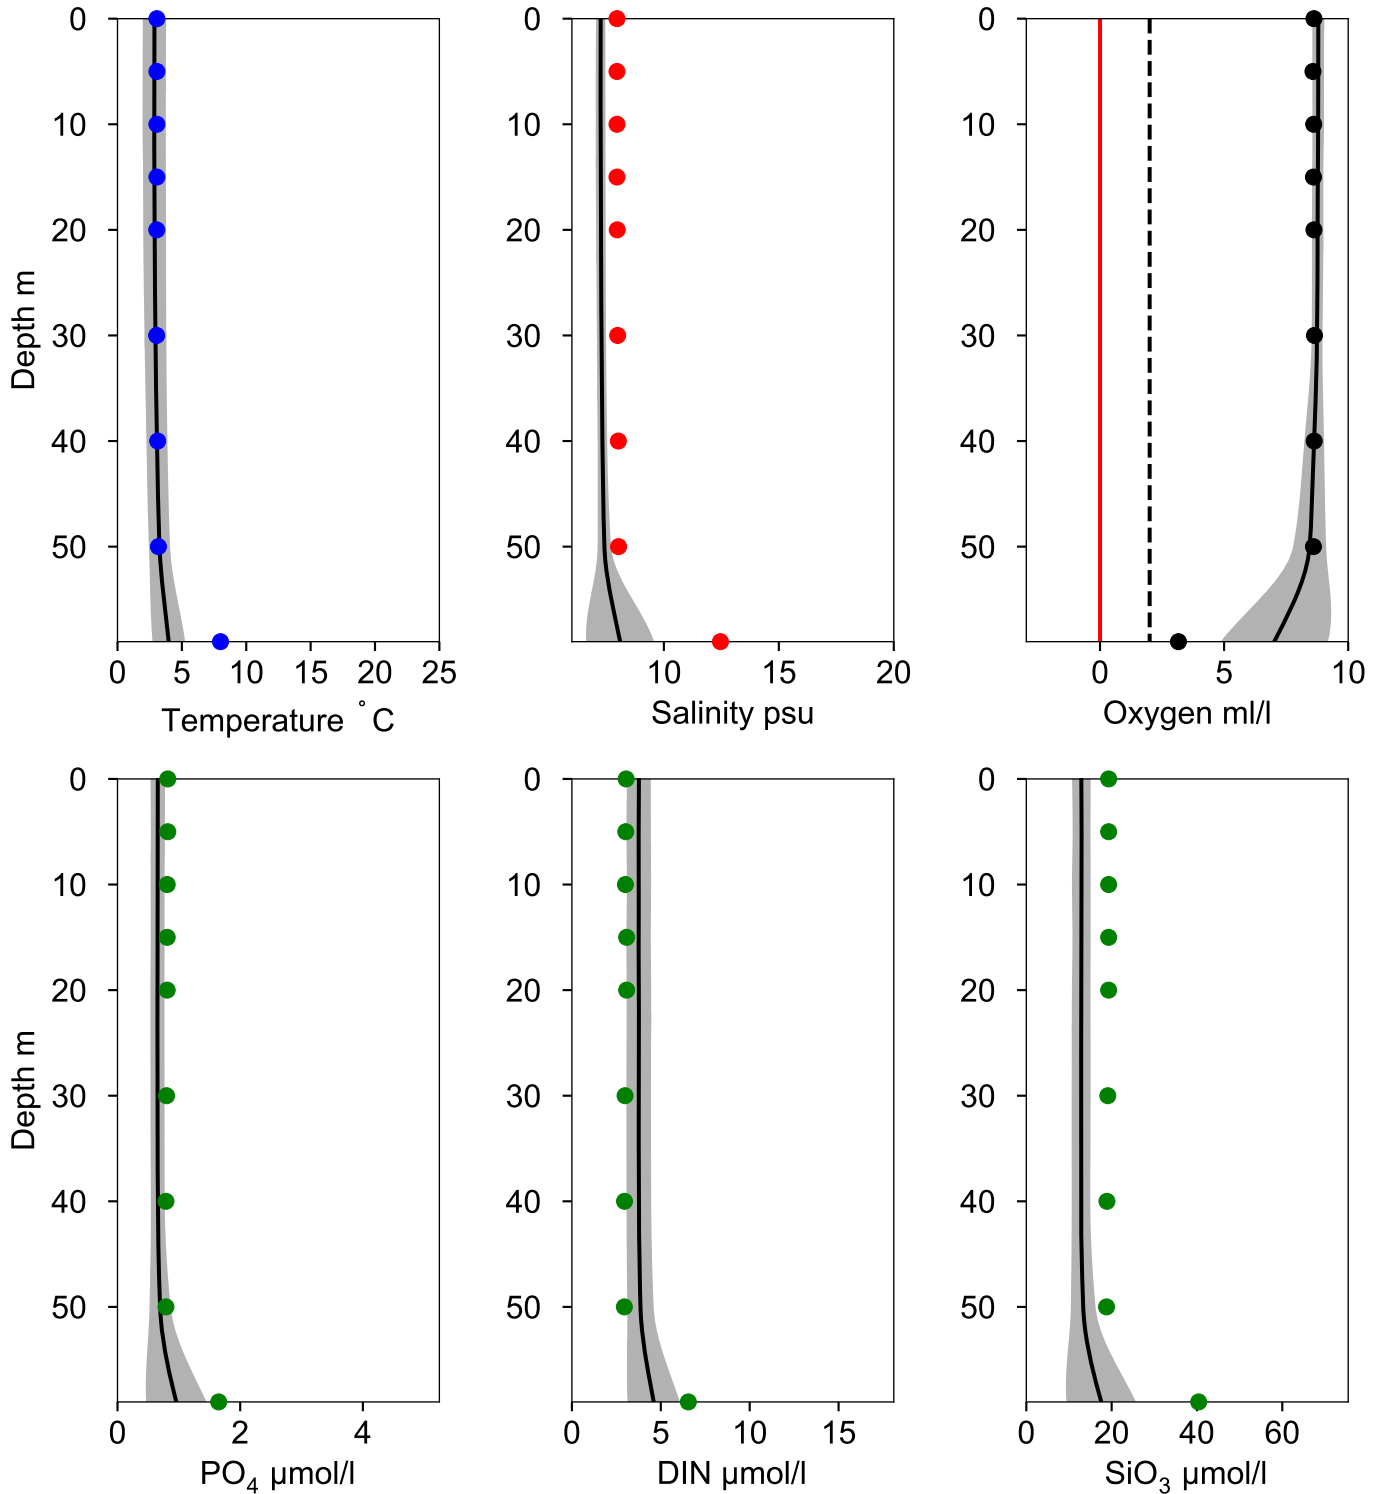 0
10
20
30
40
50
Depth m
0 5 10 15 20 25
Temperature ˚C
0
10
20
30
40
50
10 15 20
Salinity psu
0
10
20
30
40
50
0 5 10
Oxygen ml/l
0
10
20
30
40
50
Depth m
0 2 4
PO4 µmol/l
0
10
20
30
40
50
0 5 10 15
DIN µmol/l
0
10
20
30
40
50
0 20 40 60
SiO3 µmol/l